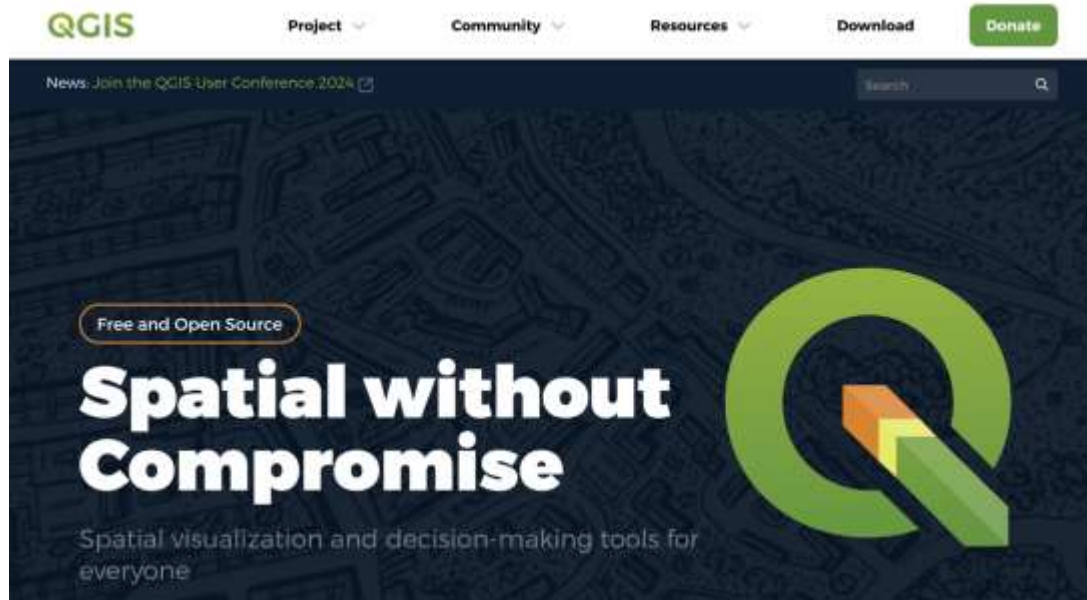 QGIS Project Community Resources Download Donate
News: Join the QGIS User Conference 2024 Search
Free and Open Source
Spatial without
Compromise
Spatial visualization and decision-making tools for
everyone